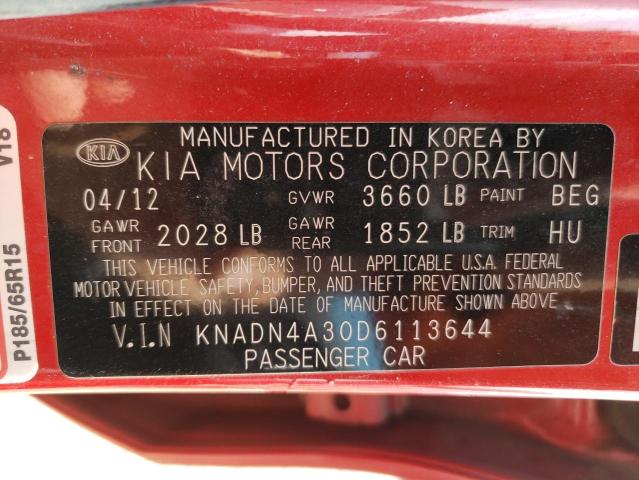 MANUFACTURED IN KOREA BY
KIA KIA MOTORS CORPORATION
04/12 GVWR 3660 LB PAINT BEG
GAWR FRONT 2028 LB GAWR REAR 1852 LB TRIM HU
THIS VEHICLE CONFORMS TO ALL APPLICABLE U.S.A. FEDERAL
MOTOR VEHICLE SAFETY, BUMPER, AND THEFT PREVENTION STANDARDS
IN EFFECT ON THE DATE OF MANUFACTURE SHOWN ABOVE
V.I.N KNADN4A30D6113644
PASSENGER CAR
P185/65R15